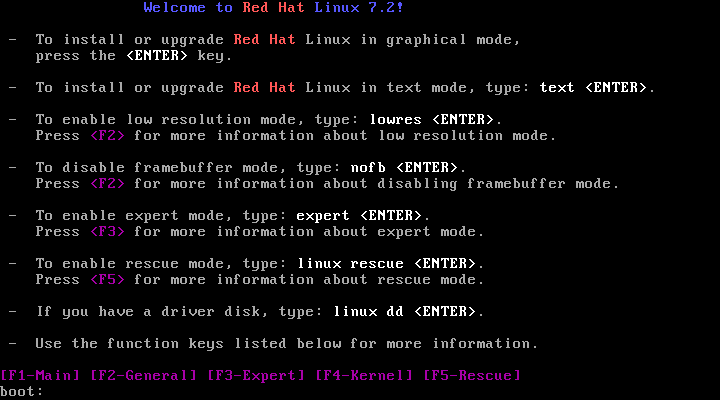 Welcome to Red Hat Linux 7.2!
- To install or upgrade Red Hat Linux in graphical mode,
press the <ENTER> key.
- To install or upgrade Red Hat Linux in text mode, type: text <ENTER>.
- To enable low resolution mode, type: lowres <ENTER>.
Press <F2> for more information about low resolution mode.
- To disable framebuffer mode, type: nofb <ENTER>.
Press <F2> for more information about disabling framebuffer mode.
- To enable expert mode, type: expert <ENTER>.
Press <F3> for more information about expert mode.
- To enable rescue mode, type: linux rescue <ENTER>.
Press <F5> for more information about rescue mode.
- If you have a driver disk, type: linux dd <ENTER>.
- Use the function keys listed below for more information.
[F1-Main] [F2-General] [F3-Expert] [F4-Kernel] [F5-Rescue]
boot: